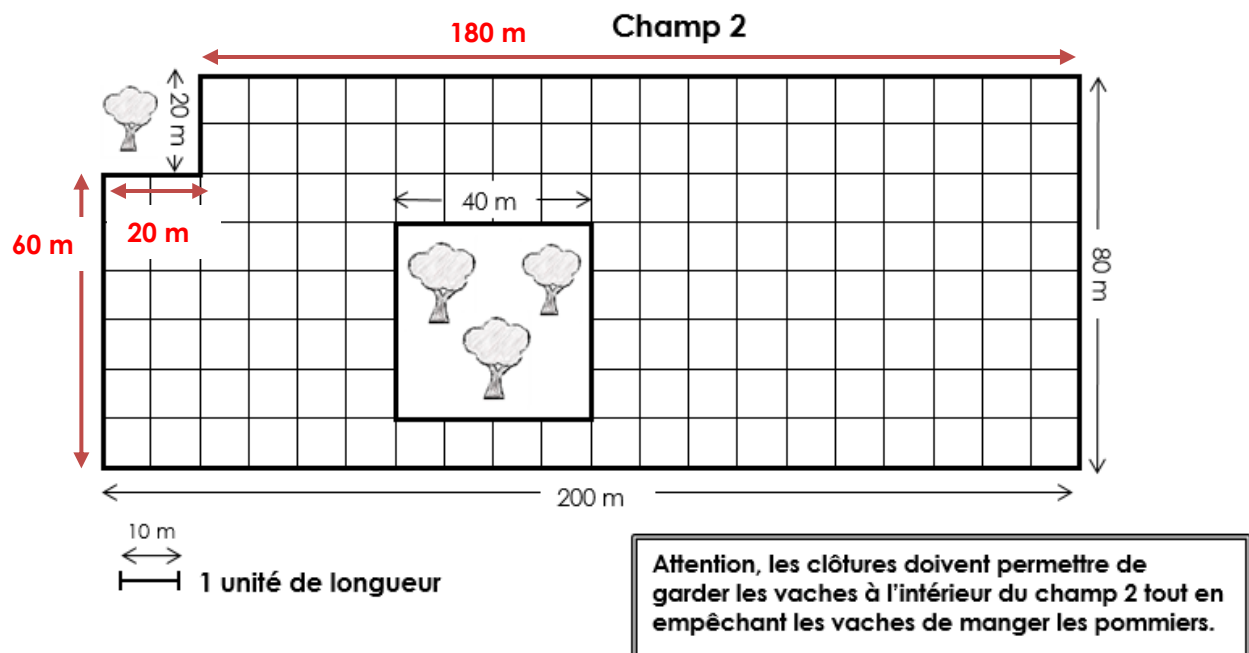 180 m
Champ 2
20 m
40 m
60 m
20 m
80 m
200 m
10 m
1 unité de longueur
Attention, les clôtures doivent permettre de
garder les vaches à l'intérieur du champ 2 tout en
empêchant les vaches de manger les pommiers.